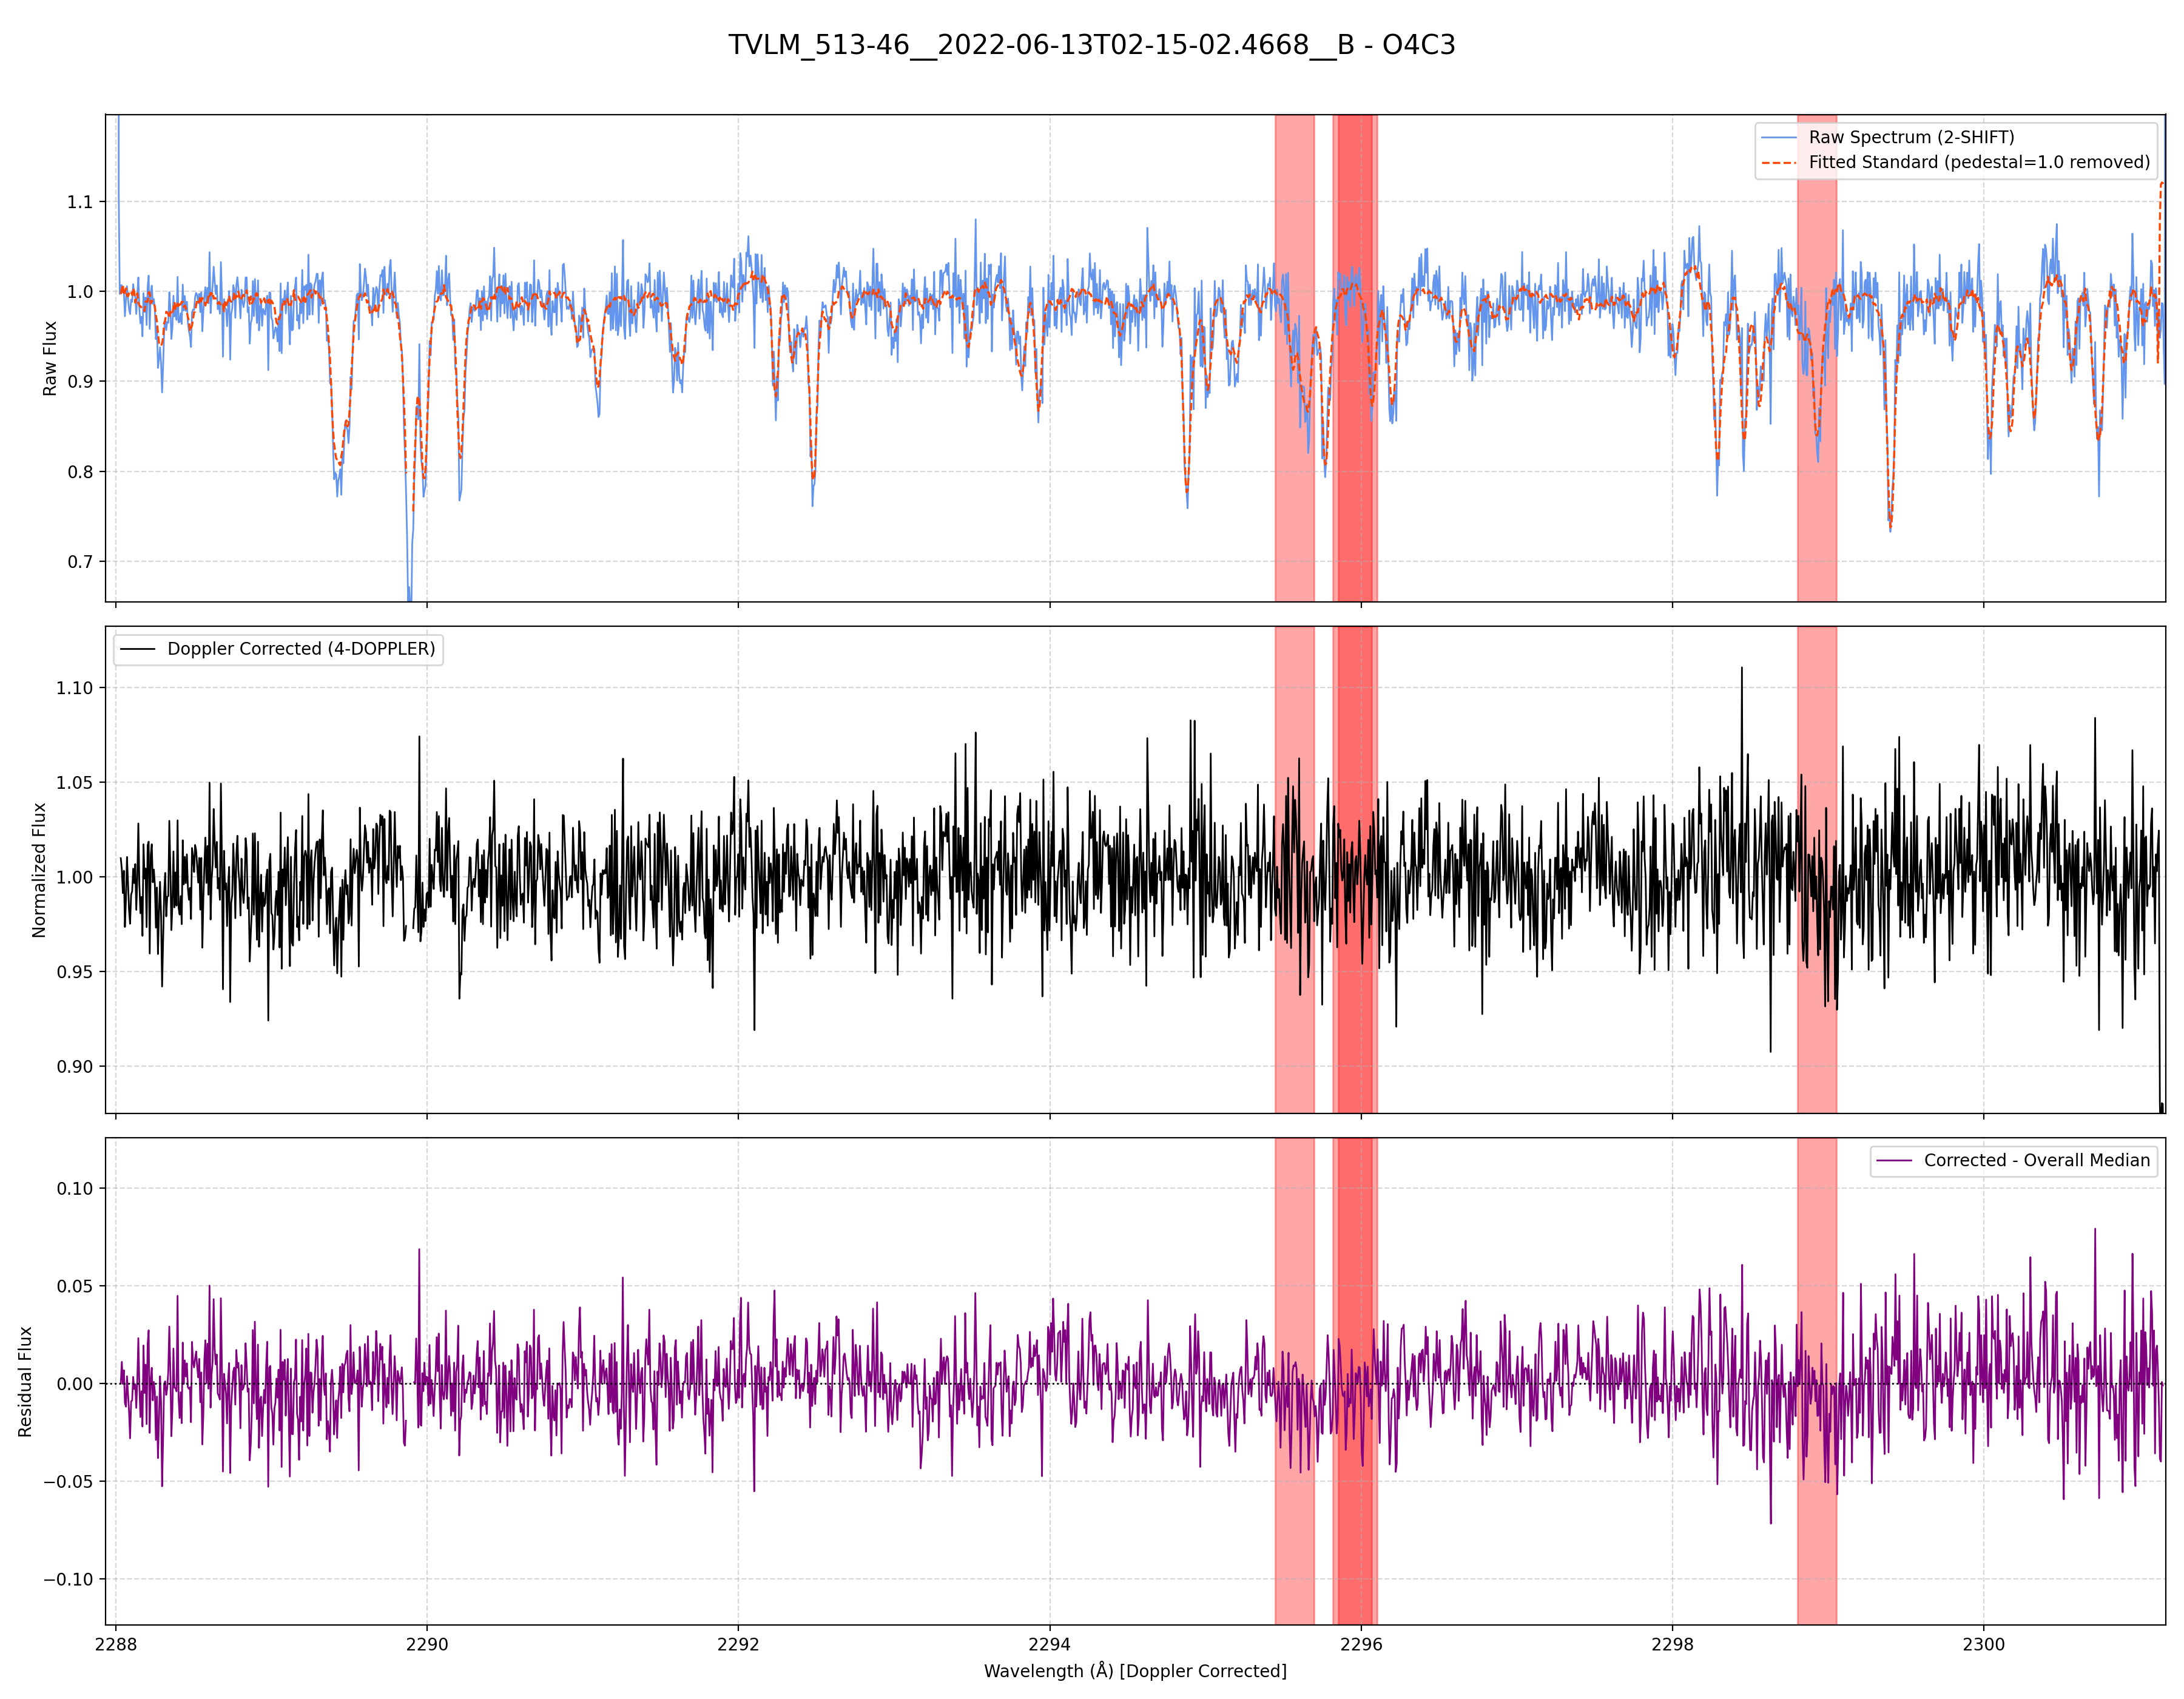 TVLM_513-46__2022-06-13T02-15-02.4668__B - O4C3
Raw Spectrum (2-SHIFT)
Fitted Standard (pedestal=1.0 removed)
Raw Flux
1.1
1.0
0.9
0.8
0.7
Doppler Corrected (4-DOPPLER)
Normalized Flux
1.10
1.05
1.00
0.95
0.90
Corrected - Overall Median
Residual Flux
0.10
0.05
0.00
−0.05
−0.10
2288 2290 2292 2294 2296 2298 2300
Wavelength (Å) [Doppler Corrected]